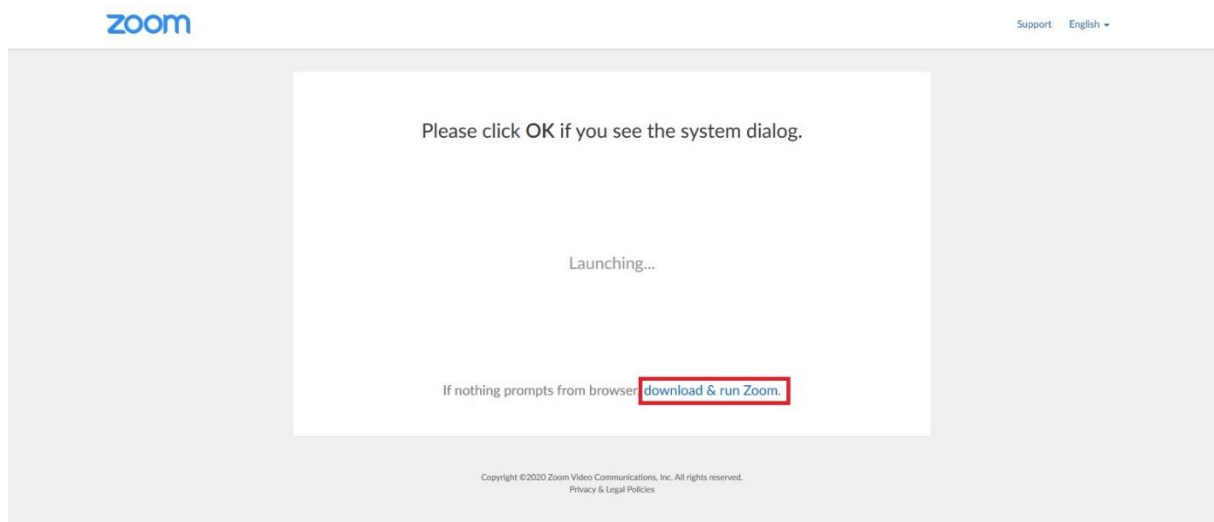 zoom
Support English
Please click OK if you see the system dialog.
Launching...
If nothing prompts from browser download & run Zoom.
Copyright ©2020 Zoom Video Communications, Inc. All rights reserved.
Privacy & Legal Policies